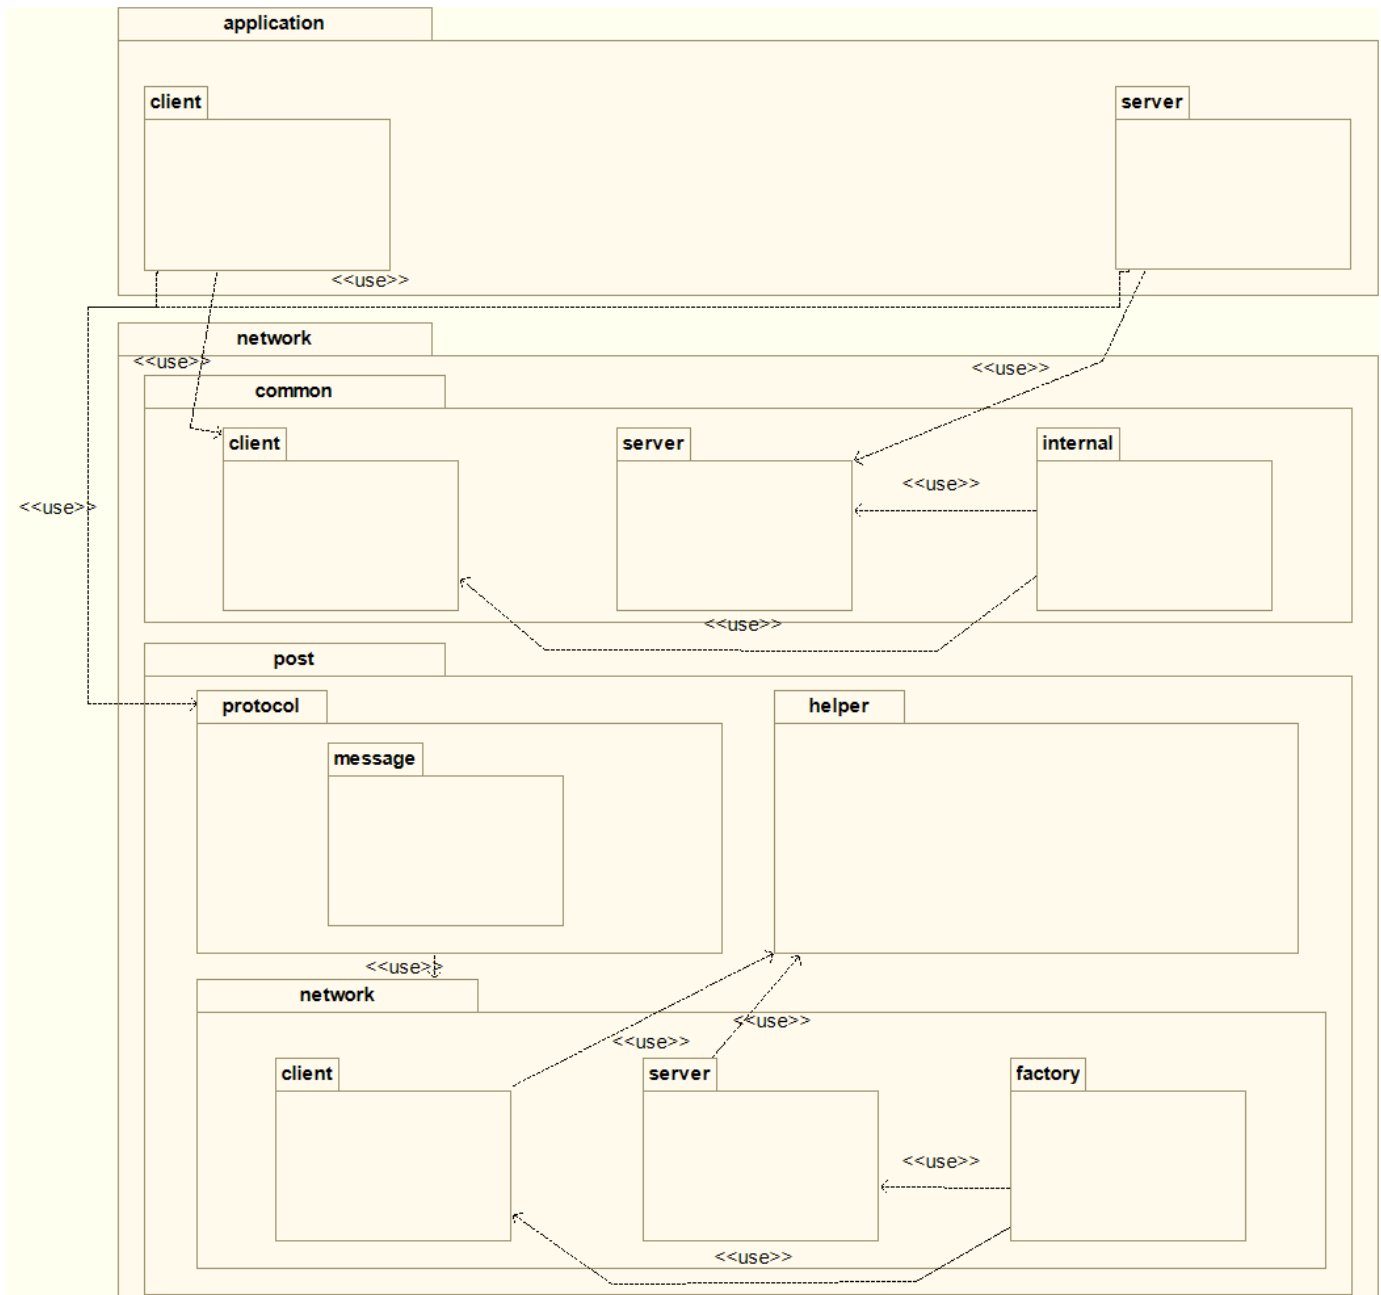 application
client
server
<<use>>
network
<<use>>
<<use>>
common
client
server
internal
<<use>>
<<use>>
<<use>>
post
protocol
helper
message
<<use>>
network
<<use>>
<<use>>
client
server
factory
<<use>>
<<use>>